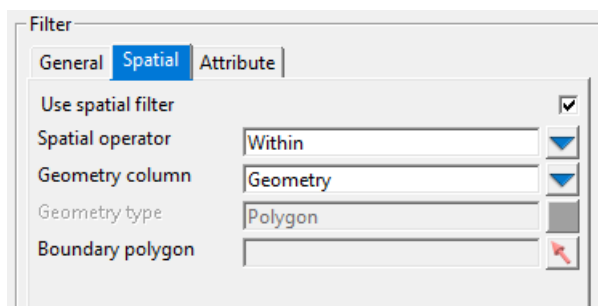 Filter
General Spatial Attribute
Use spatial filter
Spatial operator Within
Geometry column Geometry
Geometry type Polygon
Boundary polygon